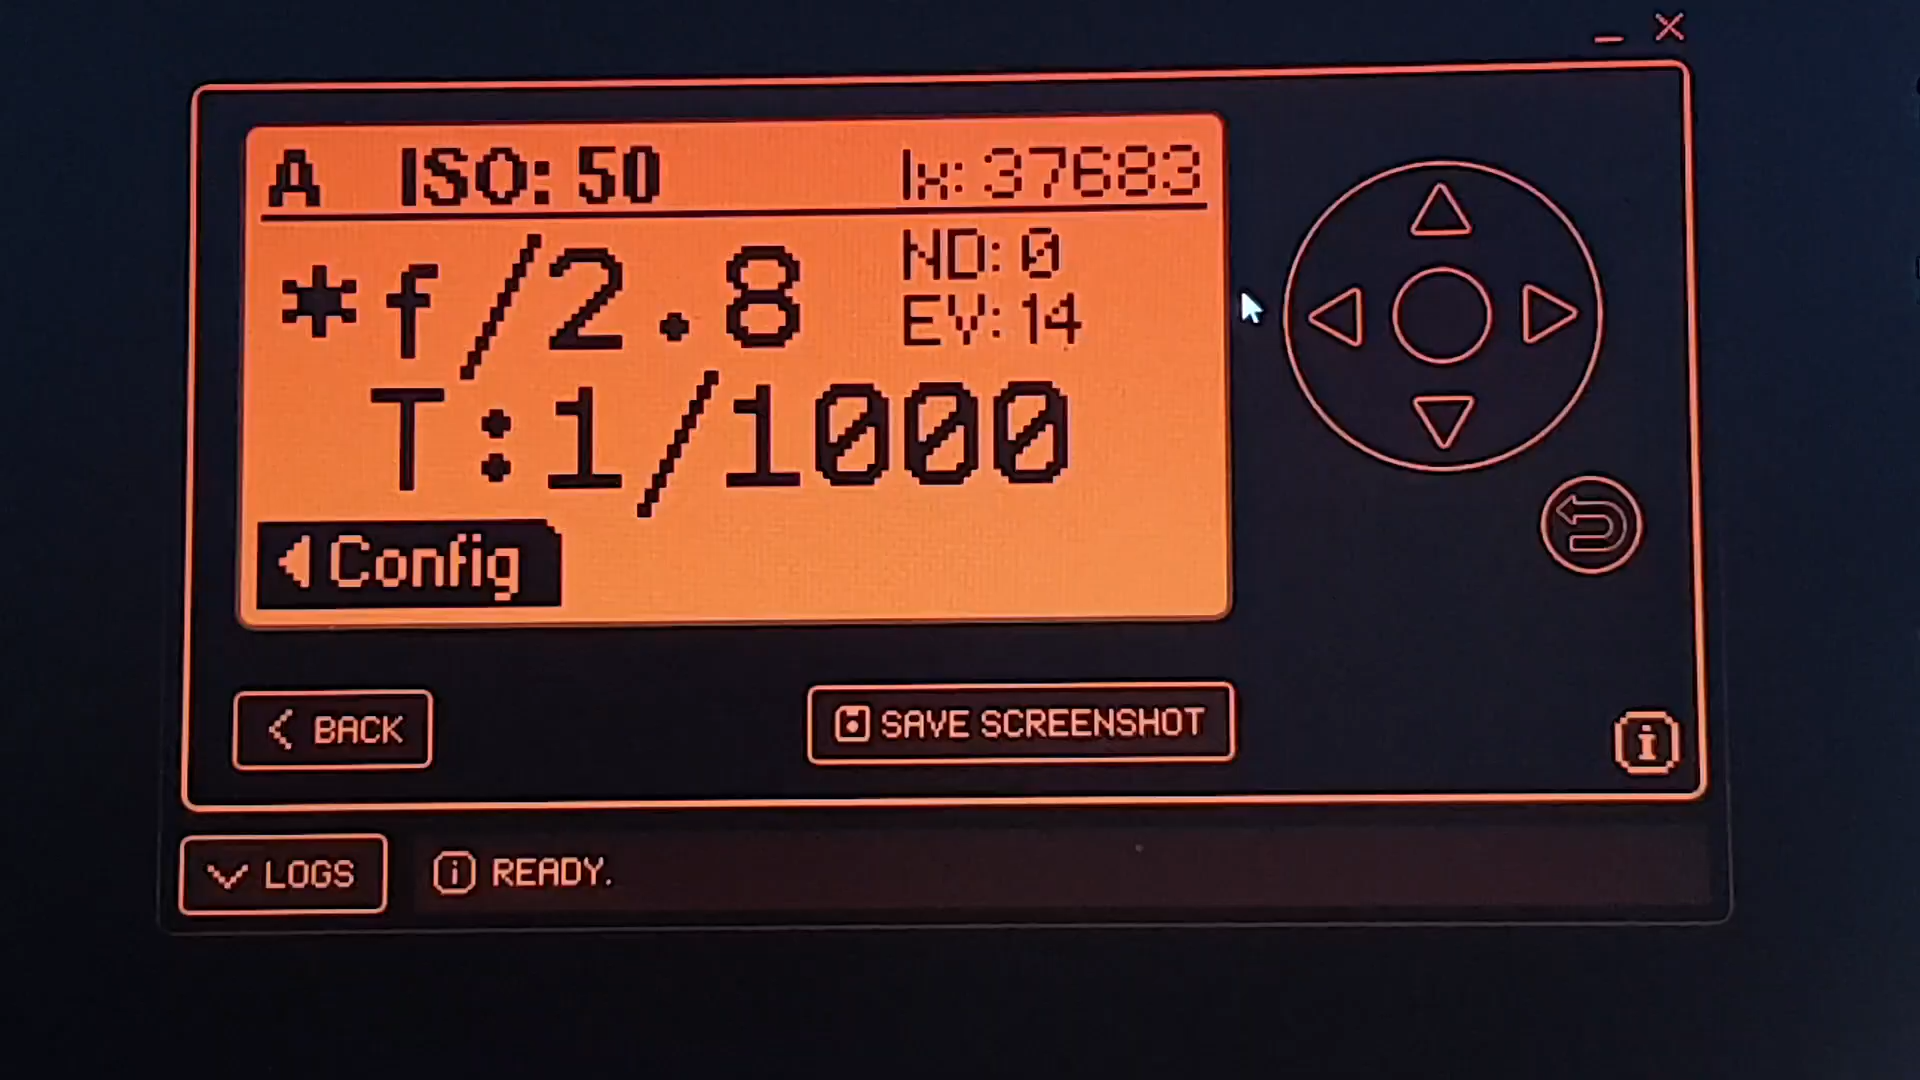 A ISO: 50 lx: 37683
*f/2.8 ND: 0
EV: 14
T:1/1000
Config
BACK
SAVE SCREENSHOT
LOGS
READY.